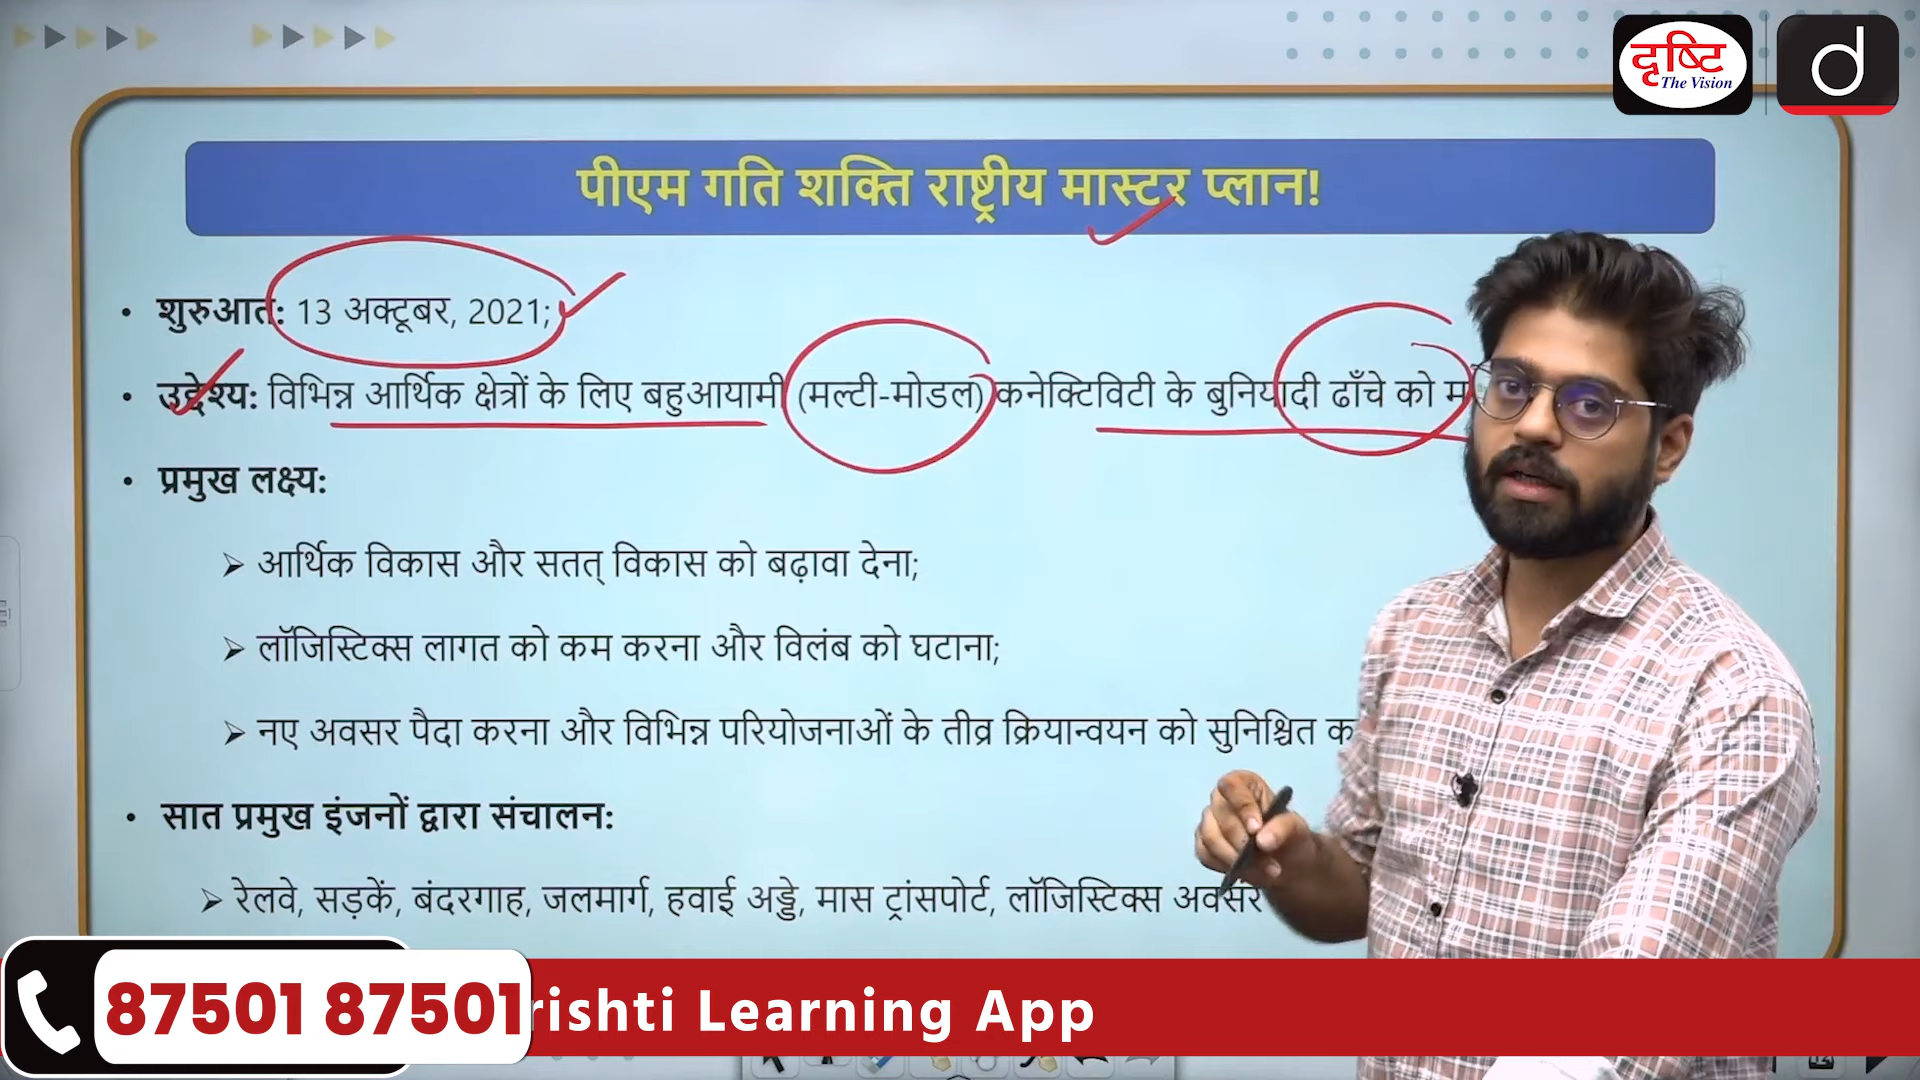 दृष्टि
The Vision
d
पीएम गति शक्ति राष्ट्रीय मास्टर प्लान!
• शुरुआत: 13 अक्टूबर, 2021;
• उद्देश्य: विभिन्न आर्थिक क्षेत्रों के लिए बहुआयामी (मल्टी-मोडल) कनेक्टिविटी के बुनियादी ढाँचे को
• प्रमुख लक्ष्य:
➢ आर्थिक विकास और सतत् विकास को बढ़ावा देना;
➢ लॉजिस्टिक्स लागत को कम करना और विलंब को घटाना;
➢ नए अवसर पैदा करना और विभिन्न परियोजनाओं के तीव्र क्रियान्वयन को सुनिश्चित
• सात प्रमुख इंजनों द्वारा संचालन:
➢ रेलवे, सड़कें, बंदरगाह, जलमार्ग, हवाई अड्डे, मास ट्रांसपोर्ट, लॉजिस्टिक्स
87501 87501
rishti Learning App